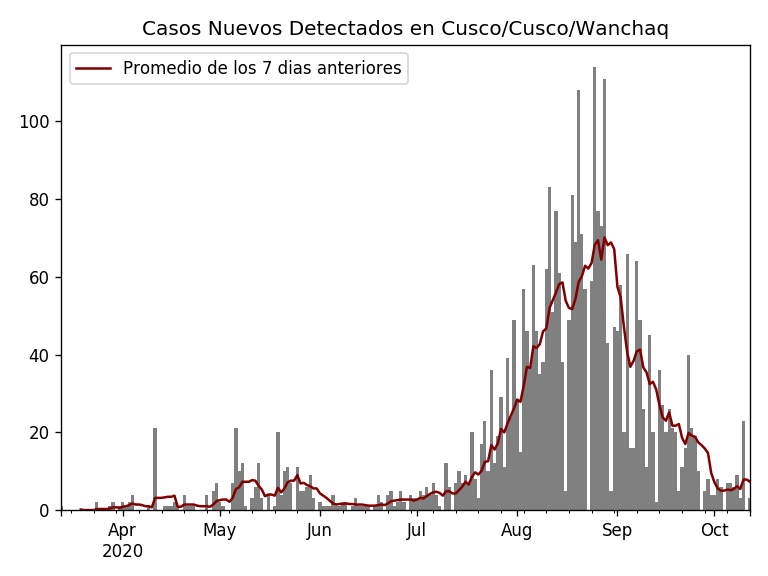 Casos Nuevos Detectados en Cusco/Cusco/Wanchaq
Promedio de los 7 dias anteriores
100
80
60
40
20
0
Apr May Jun Jul Aug Sep Oct
2020